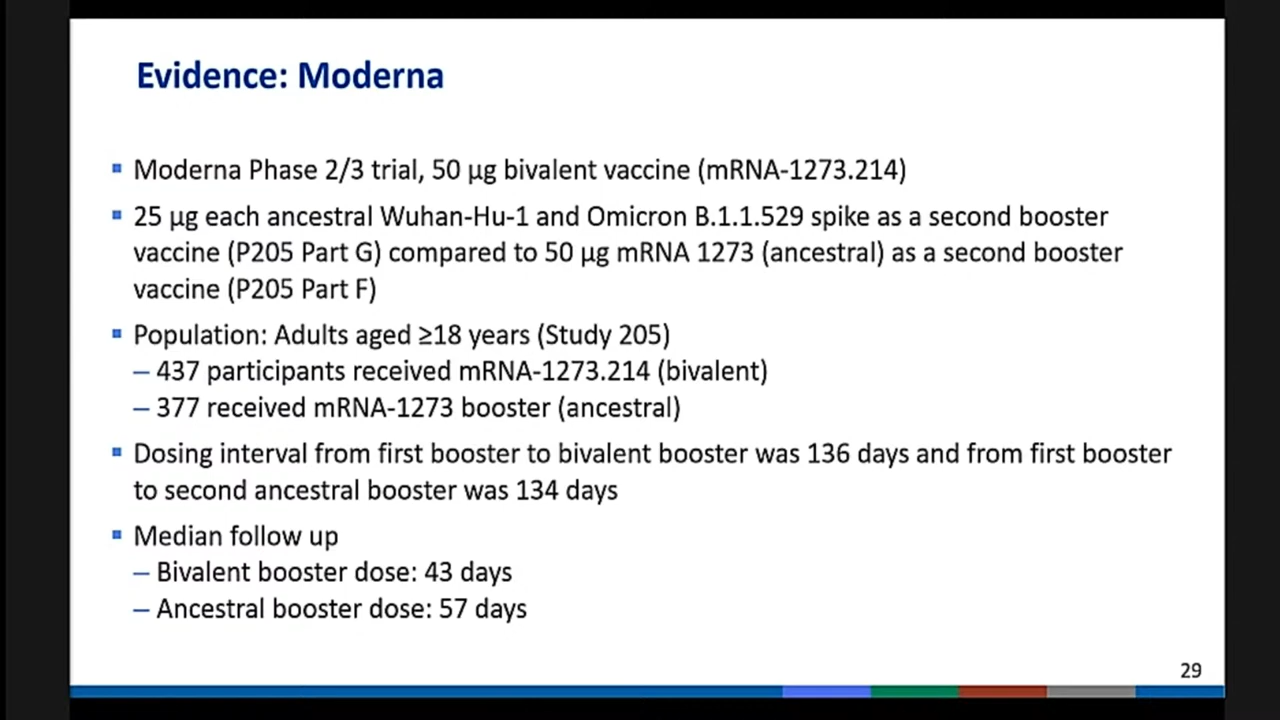 Evidence: Moderna
▪ Moderna Phase 2/3 trial, 50 µg bivalent vaccine (mRNA-1273.214)
▪ 25 µg each ancestral Wuhan-Hu-1 and Omicron B.1.1.529 spike as a second booster
vaccine (P205 Part G) compared to 50 µg mRNA 1273 (ancestral) as a second booster
vaccine (P205 Part F)
▪ Population: Adults aged ≥18 years (Study 205)
– 437 participants received mRNA-1273.214 (bivalent)
– 377 received mRNA-1273 booster (ancestral)
▪ Dosing interval from first booster to bivalent booster was 136 days and from first booster
to second ancestral booster was 134 days
▪ Median follow up
– Bivalent booster dose: 43 days
– Ancestral booster dose: 57 days
29